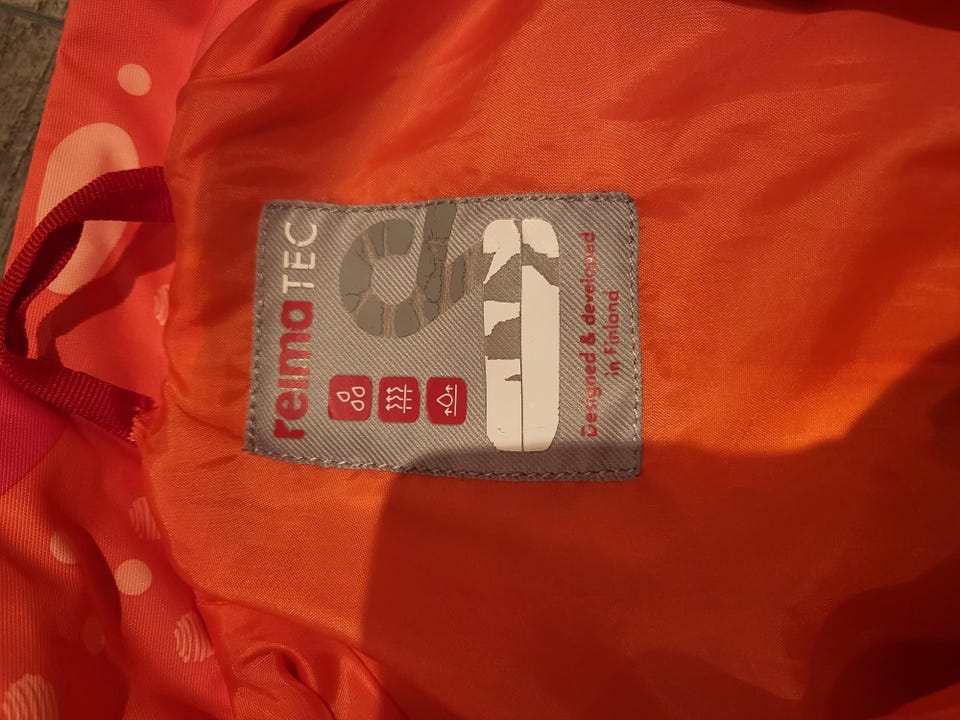 reima TEC
Designed & developed
in Finland